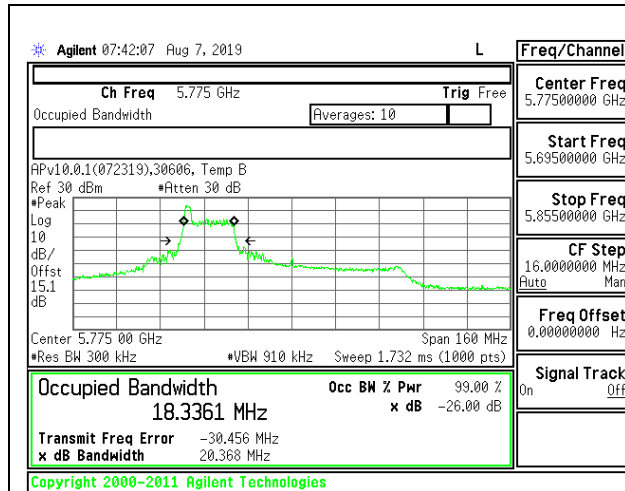 Agilent 07:42:07 Aug 7, 2019 L
Freq/Channel
Ch Freq 5.775 GHz Trig Free
Occupied Bandwidth Averages: 10
Center Freq
5.77500000 GHz
Start Freq
5.69500000 GHz
APv10.0.1(072319),30606, Temp B
Ref 30 dBm #Atten 30 dB
#Peak
Log
10
dB/
Offst
15.1
dB
Stop Freq
5.85500000 GHz
CF Step
16.0000000 MHz
Auto Man
Center 5.775 00 GHz Span 160 MHz
#Res BW 300 kHz #VBW 910 kHz Sweep 1.732 ms (1000 pts)
Freq Offset
0.00000000 Hz
Occupied Bandwidth Occ BW % Pwr 99.00 %
18.3361 MHz x dB -26.00 dB
Signal Track
On Off
Transmit Freq Error -30.456 MHz
x dB Bandwidth 20.368 MHz
Copyright 2000-2011 Agilent Technologies